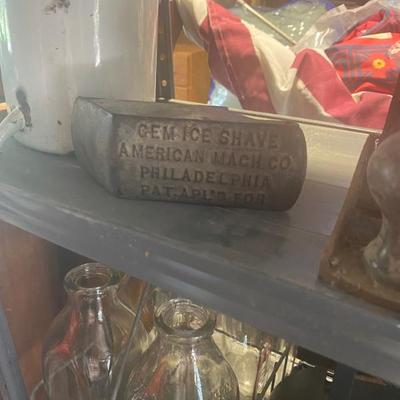 GEM ICE SHAVE
AMERICAN MACH.CO
PHILADELPHIA
PAT.APL'D FOR